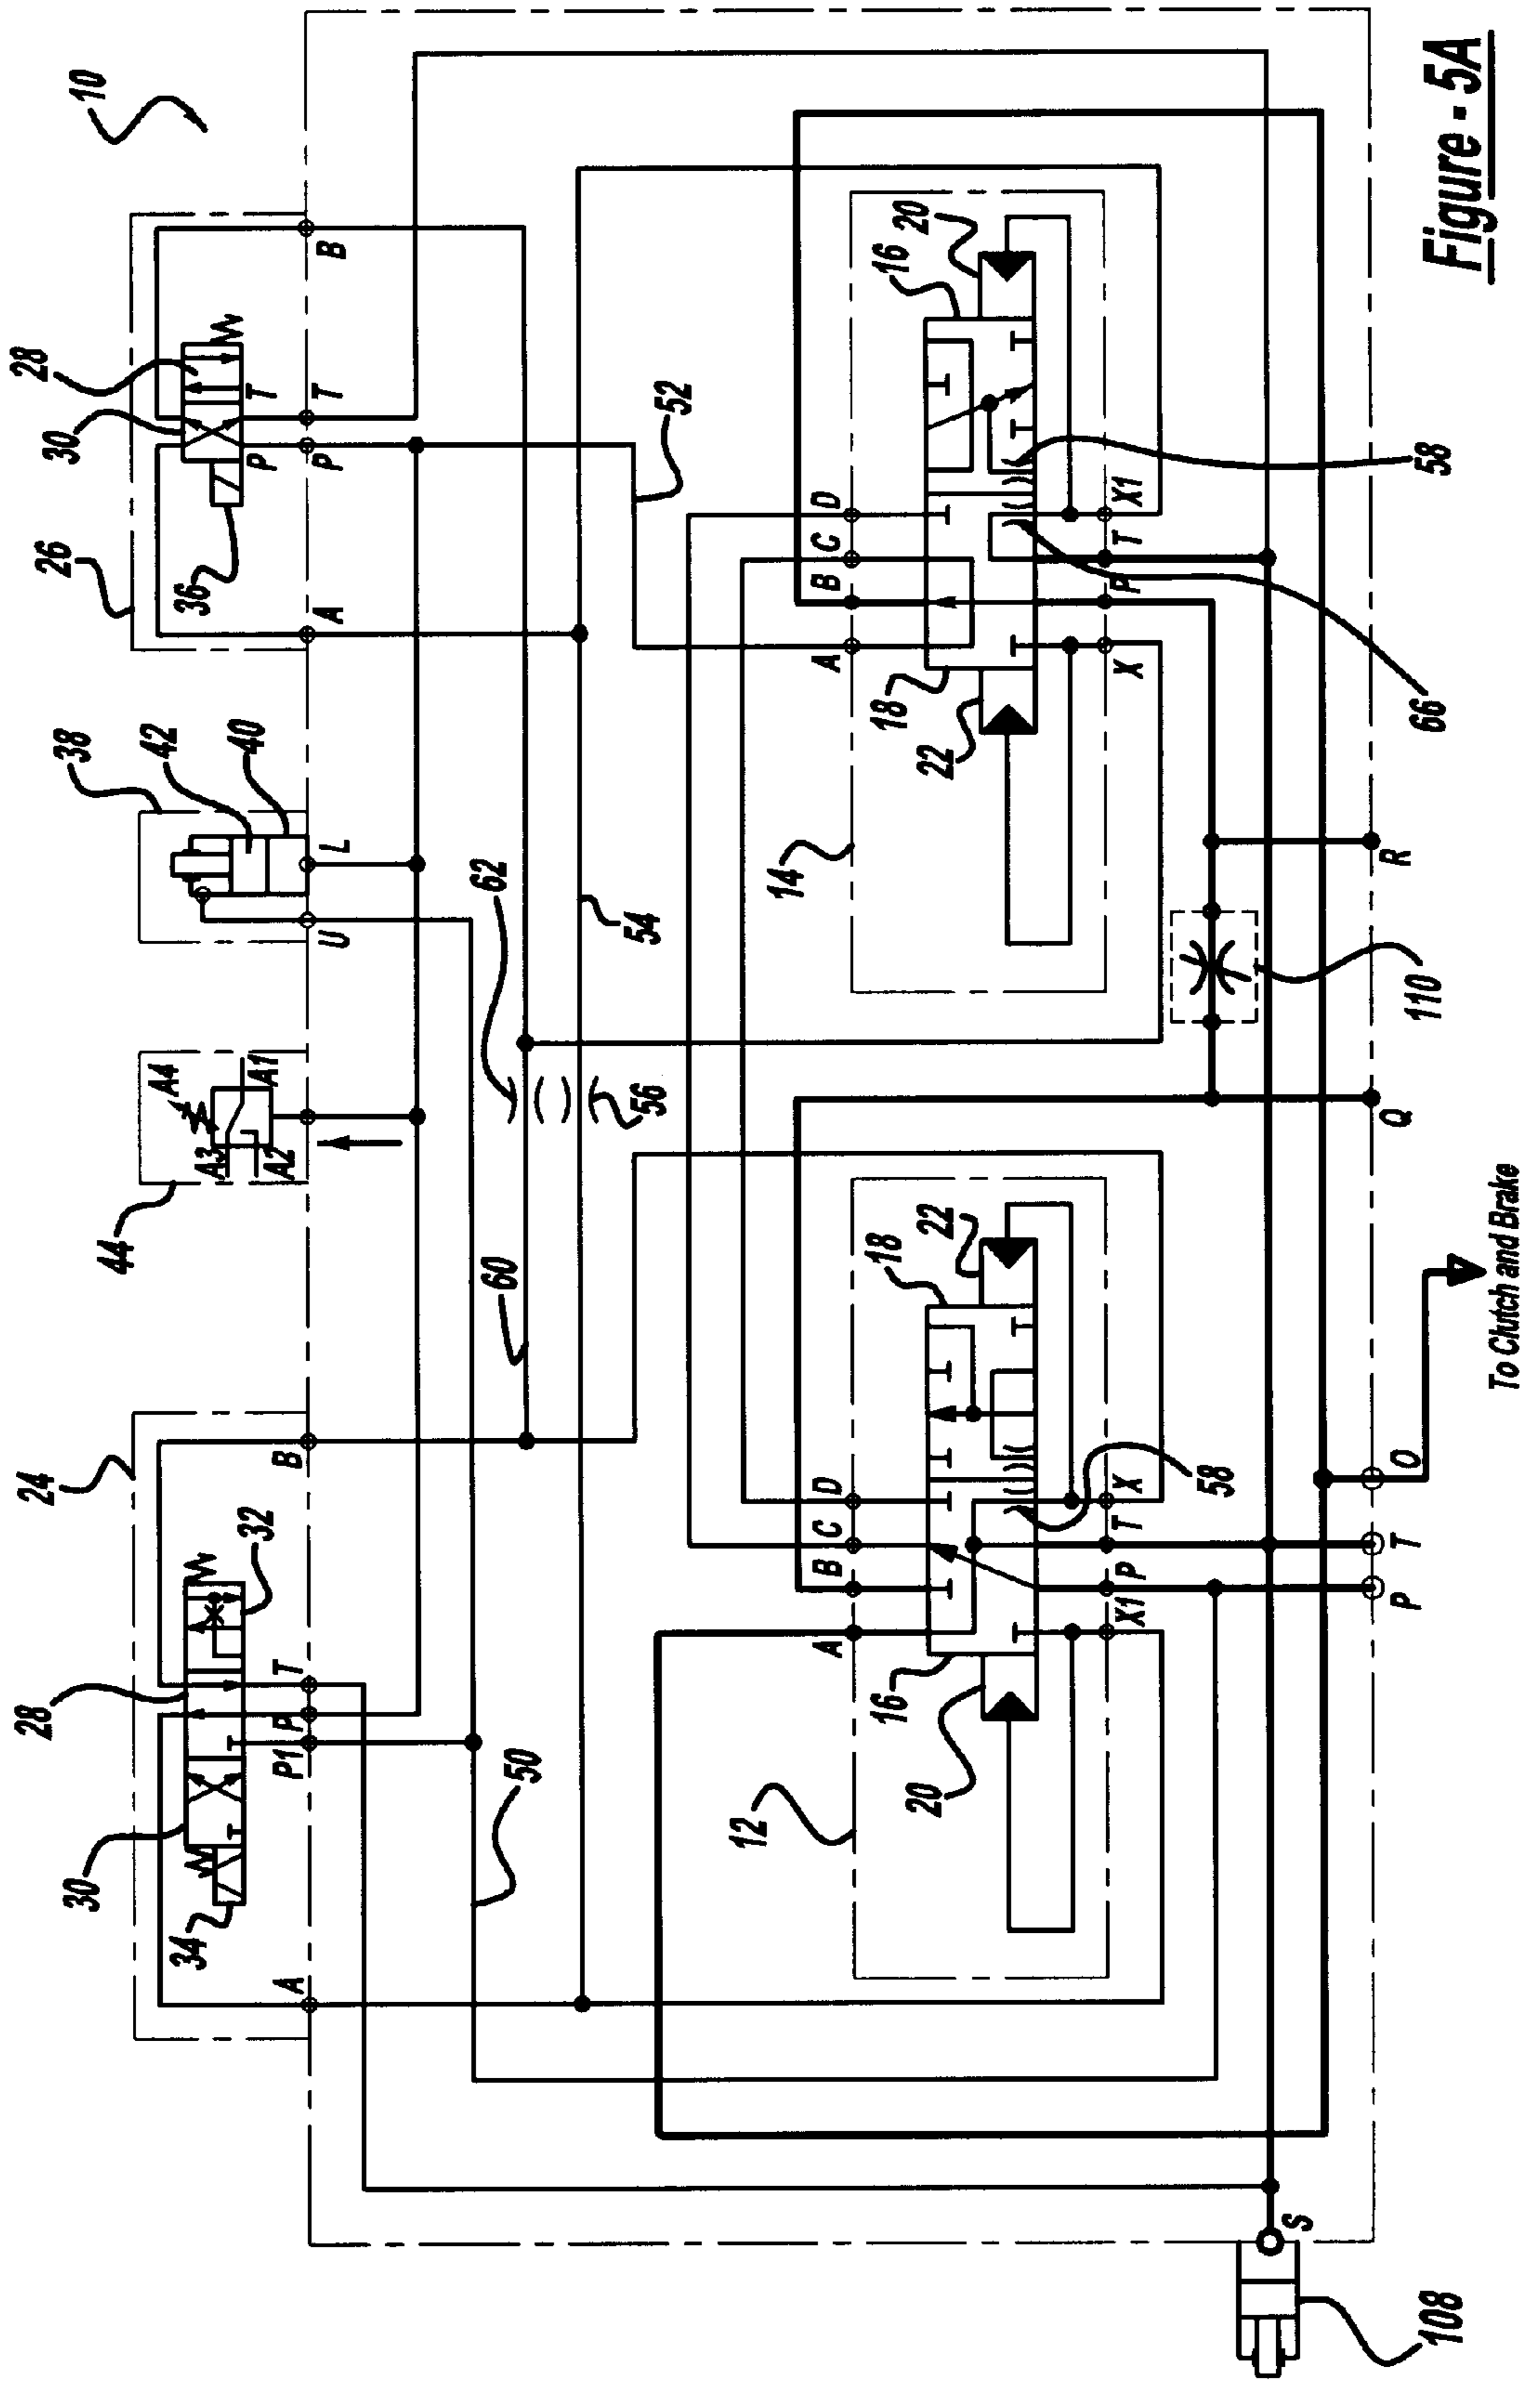 10
24
28
30
32
34
A
P1
P
T
B
44
A3
A4
A2
A1
38
42
40
U
L
26
28
30
36
A
P
P
T
T
B
50
60
62
56
54
52
12
16
20
A
B
C
D
18
22
X1
P
T
X
58
14
A
B
C
D
16
20
18
22
X
P
T
X1
58
66
110
108
S
P
T
O
Q
R
To Clutch and Brake
Figure - 5A